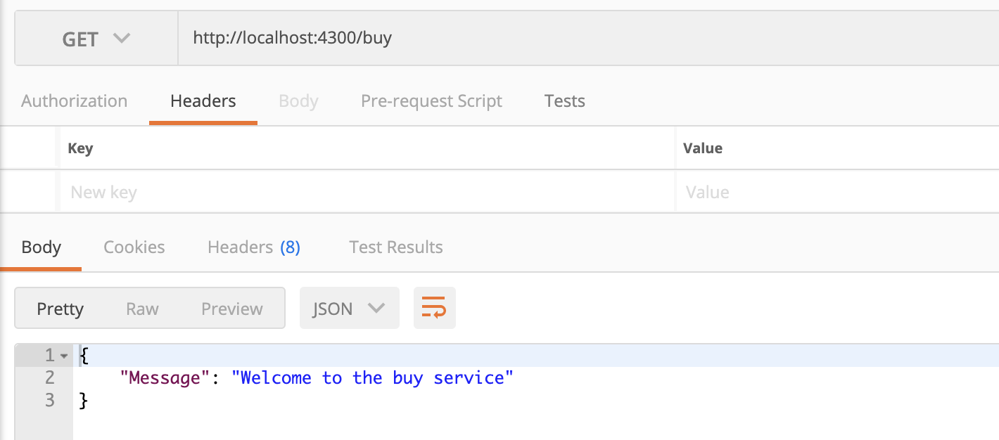 GET http://localhost:4300/buy
Authorization Headers Body Pre-request Script Tests
Key Value
New key Value
Body Cookies Headers (8) Test Results
Pretty Raw Preview JSON
1 {
2 "Message": "Welcome to the buy service"
3 }